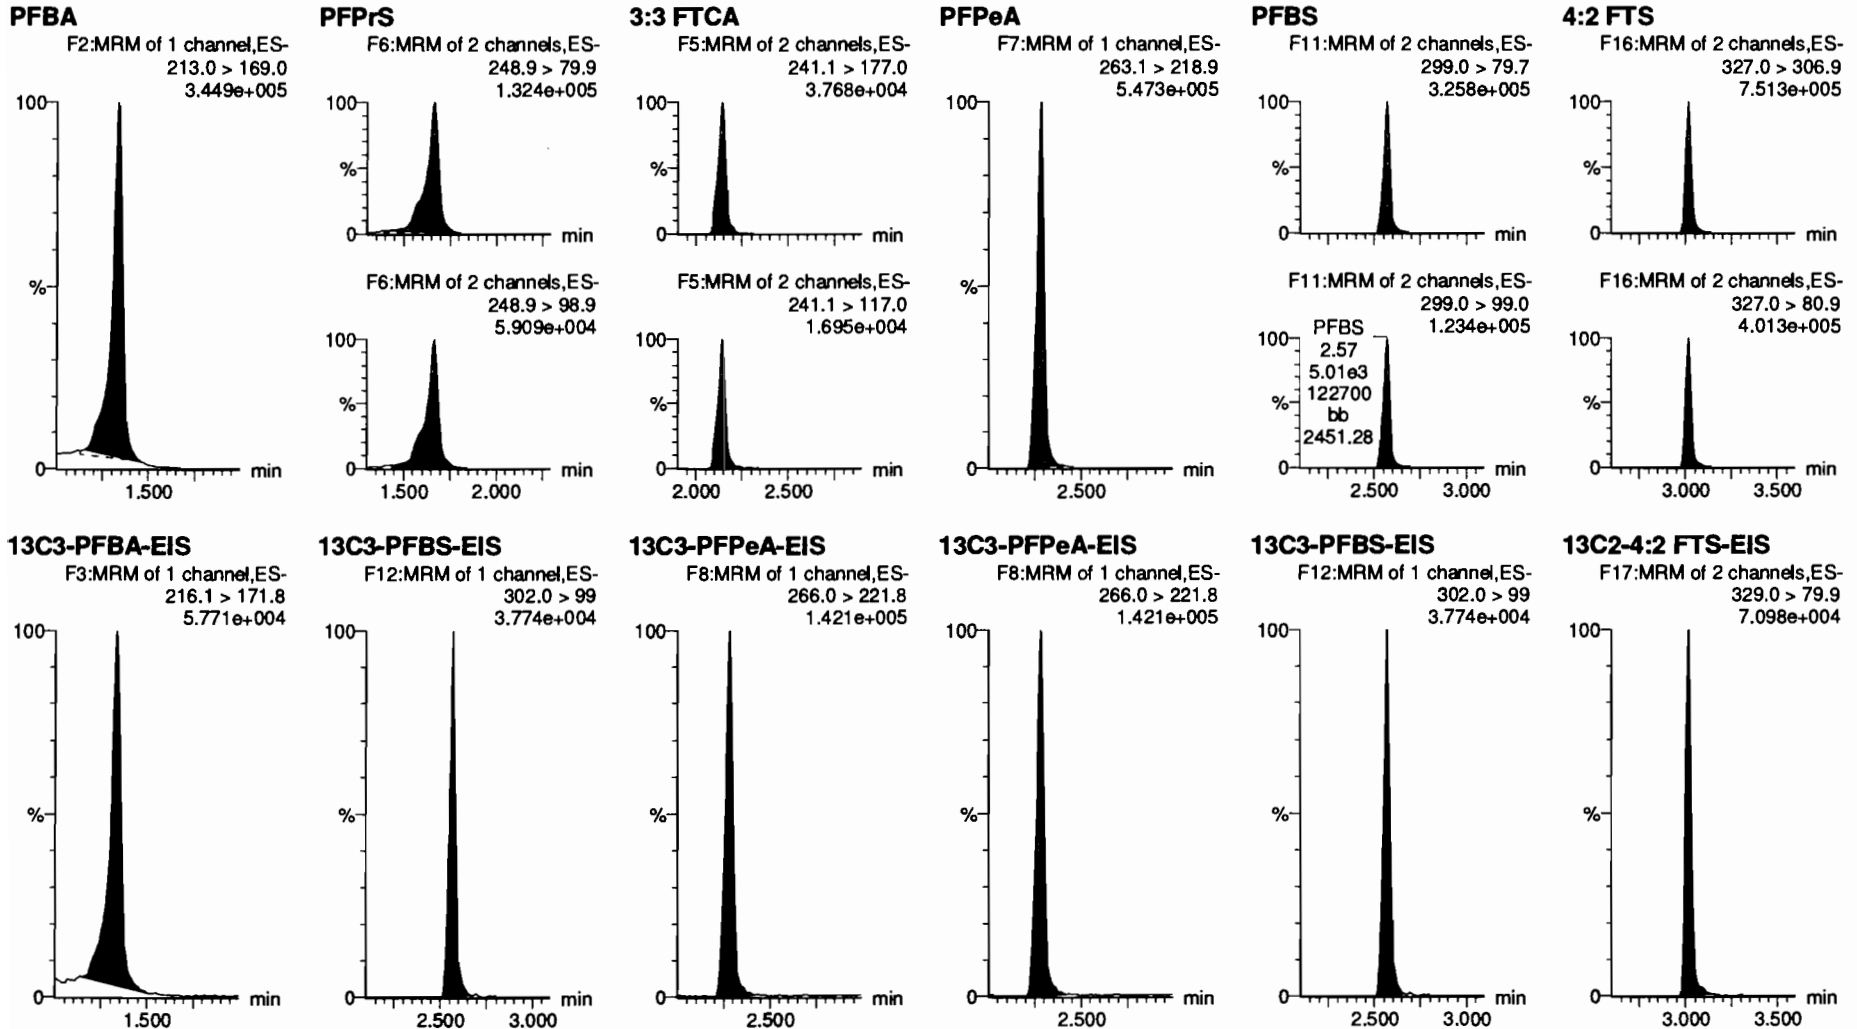 PFBA
F2:MRM of 1 channel,ES-
213.0 > 169.0
3.449e+005
100
%
0
min
1.500
PFPrS
F6:MRM of 2 channels,ES-
248.9 > 79.9
1.324e+005
100
%
0
min
F6:MRM of 2 channels,ES-
248.9 > 98.9
5.909e+004
100
%
0
min
1.500 2.000
3:3 FTCA
F5:MRM of 2 channels,ES-
241.1 > 177.0
3.768e+004
100
%
0
min
F5:MRM of 2 channels,ES-
241.1 > 117.0
1.695e+004
100
%
0
min
2.000 2.500
PFPeA
F7:MRM of 1 channel,ES-
263.1 > 218.9
5.473e+005
100
%
0
min
2.500
PFBS
F11:MRM of 2 channels,ES-
299.0 > 79.7
3.258e+005
100
%
0
min
F11:MRM of 2 channels,ES-
299.0 > 99.0
1.234e+005
PFBS
2.57
5.01e3
122700
bb
2451.28
100
%
0
min
2.500 3.000
4:2 FTS
F16:MRM of 2 channels,ES-
327.0 > 306.9
7.513e+005
100
%
0
min
F16:MRM of 2 channels,ES-
327.0 > 80.9
4.013e+005
100
%
0
min
3.000 3.500
13C3-PFBA-EIS
F3:MRM of 1 channel,ES-
216.1 > 171.8
5.771e+004
100
%
0
min
1.500
13C3-PFBS-EIS
F12:MRM of 1 channel,ES-
302.0 > 99
3.774e+004
100
%
0
min
2.500 3.000
13C3-PFPeA-EIS
F8:MRM of 1 channel,ES-
266.0 > 221.8
1.421e+005
100
%
0
min
2.500
13C3-PFPeA-EIS
F8:MRM of 1 channel,ES-
266.0 > 221.8
1.421e+005
100
%
0
min
2.500
13C3-PFBS-EIS
F12:MRM of 1 channel,ES-
302.0 > 99
3.774e+004
100
%
0
min
2.500 3.000
13C2-4:2 FTS-EIS
F17:MRM of 2 channels,ES-
329.0 > 79.9
7.098e+004
100
%
0
min
3.000 3.500